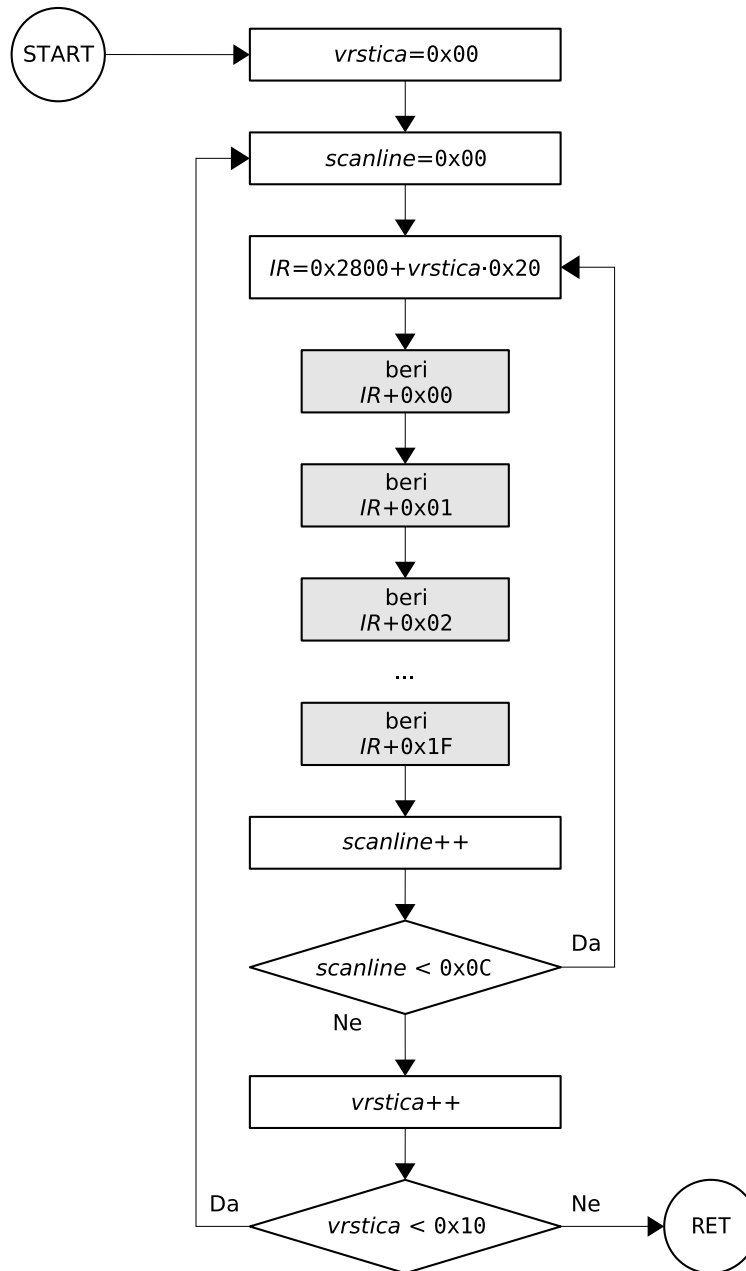 START
vrstica=0x00
scanline=0x00
IR=0x2800+vrstica·0x20
beri
IR+0x00
beri
IR+0x01
beri
IR+0x02
...
beri
IR+0x1F
scanline++
scanline < 0x0C
Da
Ne
vrstica++
Da
vrstica < 0x10
Ne
RET